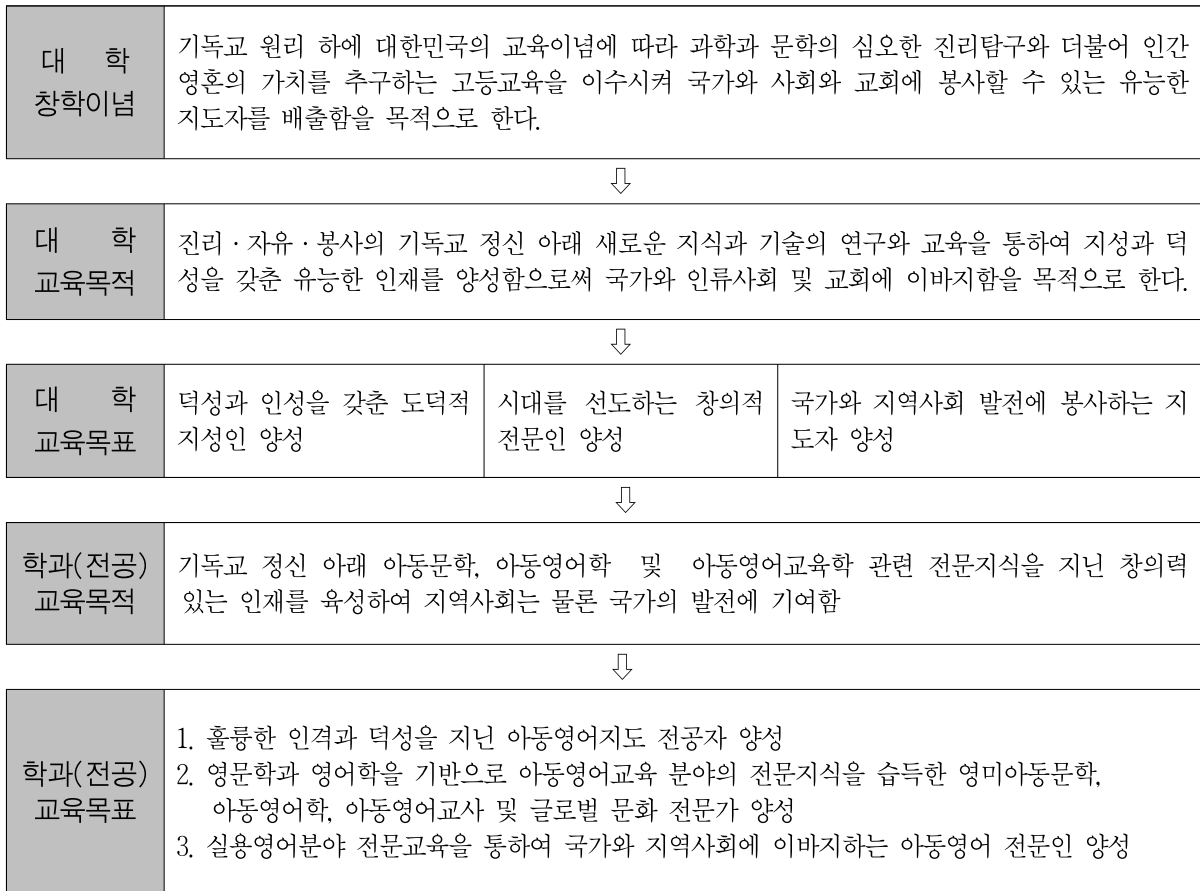 대 학
창학이념
기독교 원리 하에 대한민국의 교육이념에 따라 과학과 문학의 심오한 진리탐구와 더불어 인간
영혼의 가치를 추구하는 고등교육을 이수시켜 국가와 사회와 교회에 봉사할 수 있는 유능한
지도자를 배출함을 목적으로 한다.
⇩
대 학
교육목적
진리·자유·봉사의 기독교 정신 아래 새로운 지식과 기술의 연구와 교육을 통하여 지성과 덕
성을 갖춘 유능한 인재를 양성함으로써 국가와 인류사회 및 교회에 이바지함을 목적으로 한다.
⇩
대 학
교육목표
덕성과 인성을 갖춘 도덕적
지성인 양성
시대를 선도하는 창의적
전문인 양성
국가와 지역사회 발전에 봉사하는 지
도자 양성
⇩
학과(전공)
교육목적
기독교 정신 아래 아동문학, 아동영어학 및 아동영어교육학 관련 전문지식을 지닌 창의력
있는 인재를 육성하여 지역사회는 물론 국가의 발전에 기여함
⇩
학과(전공)
교육목표
1. 훌륭한 인격과 덕성을 지닌 아동영어지도 전공자 양성
2. 영문학과 영어학을 기반으로 아동영어교육 분야의 전문지식을 습득한 영미아동문학,
아동영어학, 아동영어교사 및 글로벌 문화 전문가 양성
3. 실용영어분야 전문교육을 통하여 국가와 지역사회에 이바지하는 아동영어 전문인 양성